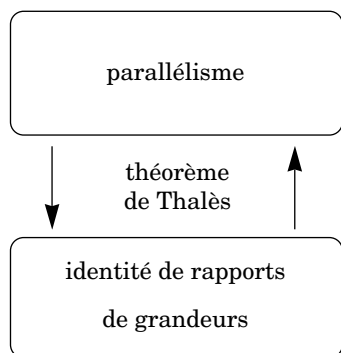 parallélisme
théorème
de Thalès
identité de rapports
de grandeurs